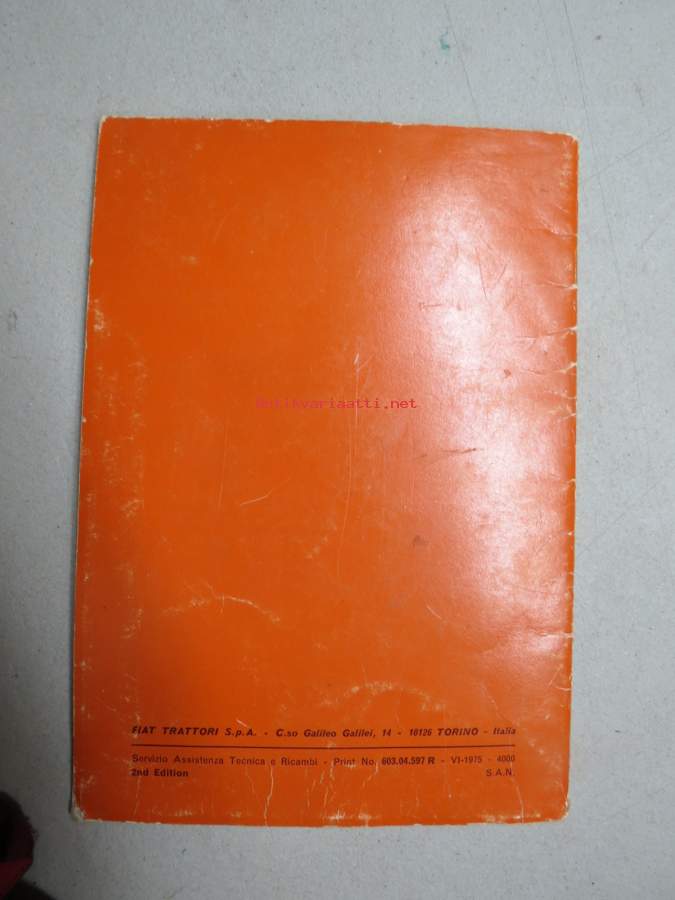 antikvariaatti.net
FIAT TRATTORI S.p.A. - C.so Galileo Galilei, 14 - 10126 TORINO - Italia
Servizio Assistenza Tecnica e Ricambi - Print No. 603.04.597 R - VI-1975 - 4000
2nd Edition S.A.N.